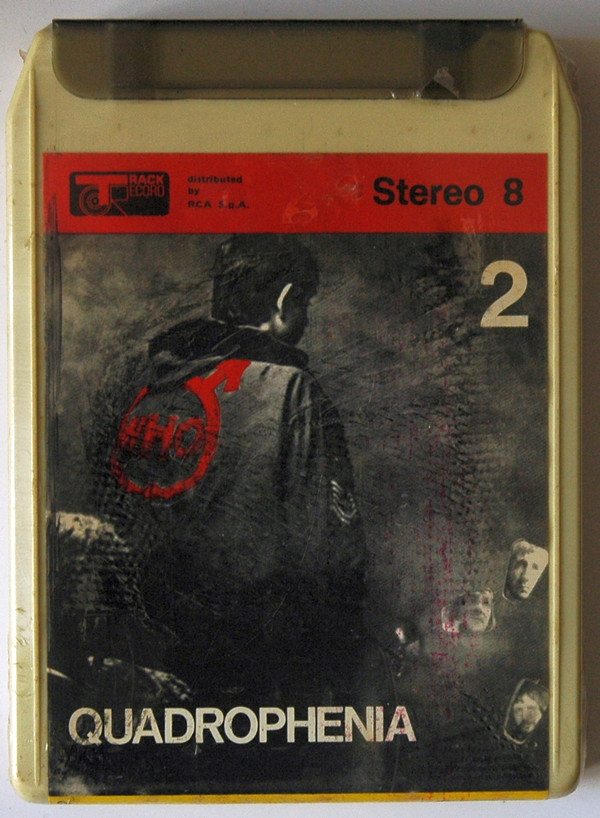 TRACK
RECORD
distributed
by
RCA S.p.A.
Stereo 8
2
WHO
QUADROPHENIA